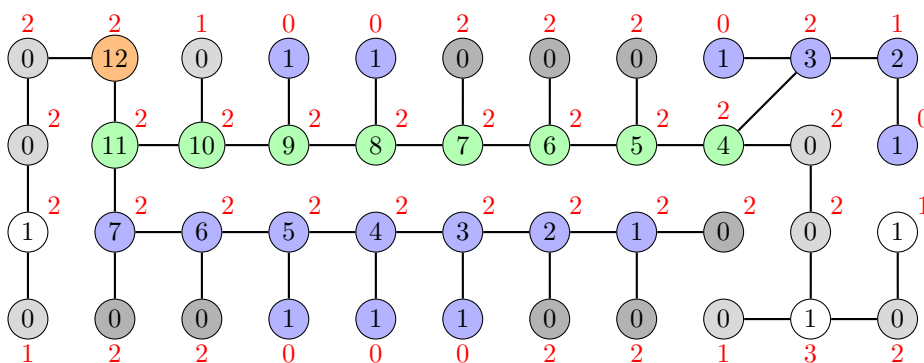 2 2 1 0 0 2 2 2 0 2 1
0 12 0 1 1 0 0 0 1 3 2
2 2 2 2 2 2 2 2 2 2 0
0 11 10 9 8 7 6 5 4 0 1
2 2 2 2 2 2 2 2 2 2 1
1 7 6 5 4 3 2 1 0 0 1
0 0 0 1 1 1 0 0 0 1 0
1 2 2 0 0 0 2 2 1 3 2